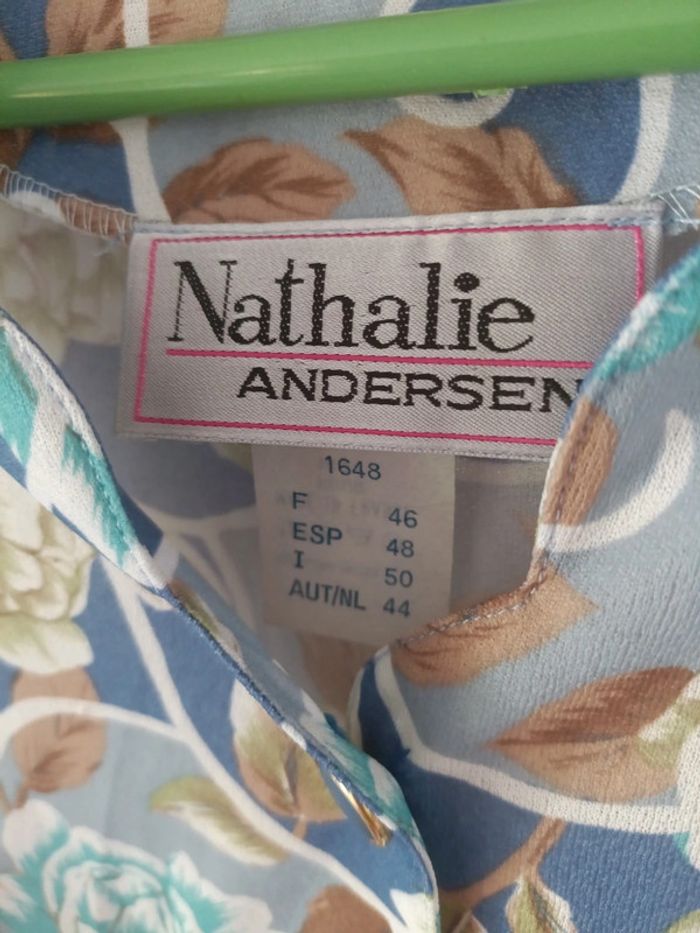 Nathalie
ANDERSEN
1648
F 46
ESP 48
I 50
AUT/NL 44